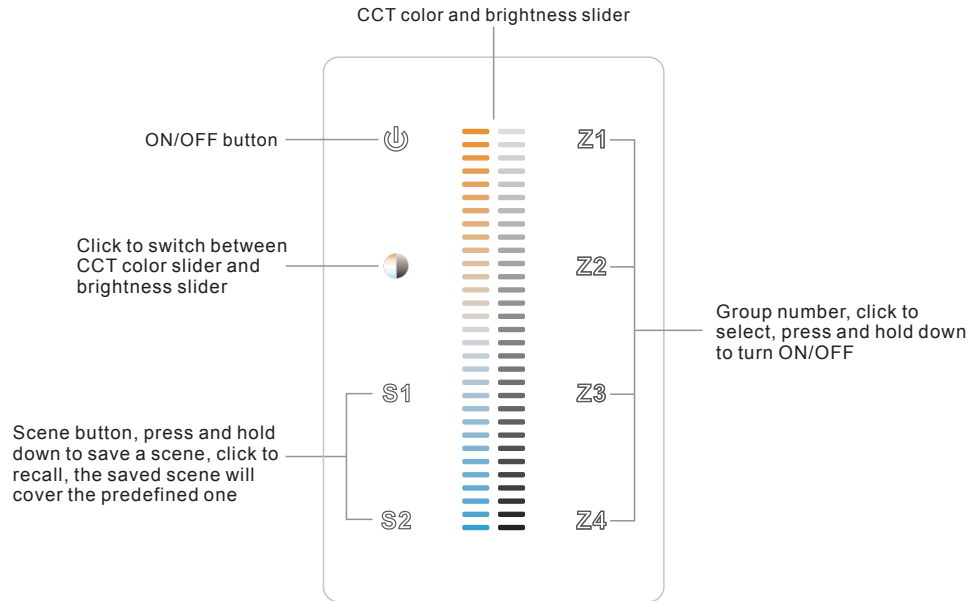 CCT color and brightness slider
ON/OFF button
Z1
Click to switch between
CCT color slider and
brightness slider
Z2
Group number, click to
select, press and hold down
to turn ON/OFF
S1
Z3
Scene button, press and hold
down to save a scene, click to
recall, the saved scene will
cover the predefined one
S2
Z4